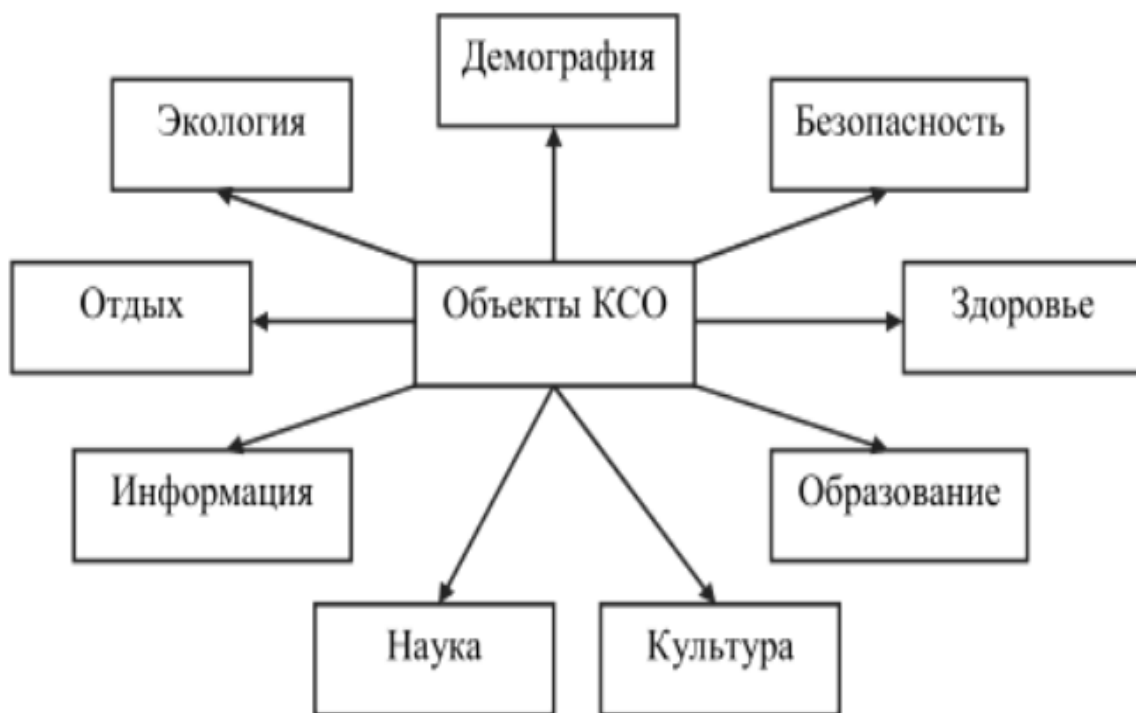 Демография
Экология
Безопасность
Отдых
Объекты КСО
Здоровье
Информация
Образование
Наука
Культура